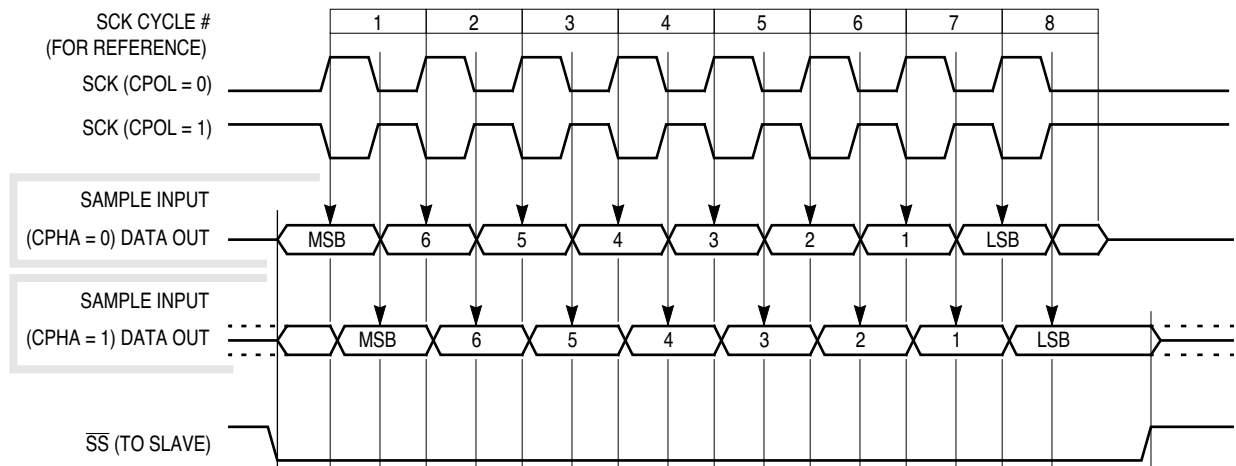 SCK CYCLE # 1 2 3 4 5 6 7 8
(FOR REFERENCE)
SCK (CPOL = 0)
SCK (CPOL = 1)
SAMPLE INPUT
(CPHA = 0) DATA OUT MSB 6 5 4 3 2 1 LSB
SAMPLE INPUT
(CPHA = 1) DATA OUT MSB 6 5 4 3 2 1 LSB
S̅S̅ (TO SLAVE)